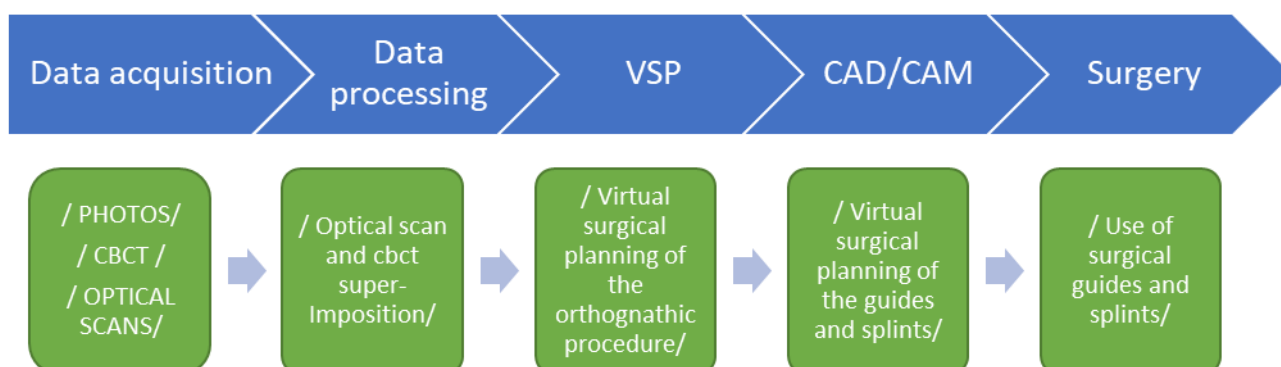 Data acquisition
Data
processing
VSP
CAD/CAM
Surgery
/ PHOTOS/
/ CBCT /
/ OPTICAL
SCANS/
/ Optical scan
and cbct
super-
Imposition/
/ Virtual
surgical
planning of
the
orthognathic
procedure/
/ Virtual
surgical
planning of
the guides
and splints/
/ Use of
surgical
guides and
splints/